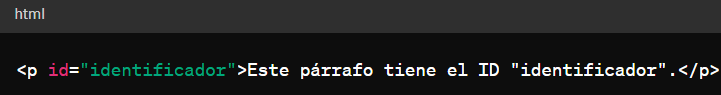 html
<p id="identificador">Este párrafo tiene el ID "identificador".</p>